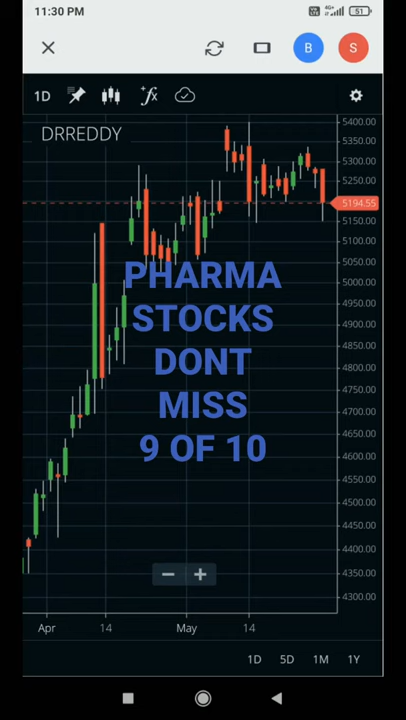 11:30 PM
4G+
51
B
S
1D
fx
DRREDDY
5400.00
5350.00
5300.00
5250.00
5194.55
5150.00
5100.00
5050.00
5000.00
4950.00
4900.00
4850.00
4800.00
4750.00
4700.00
4650.00
4600.00
4550.00
4500.00
4450.00
4400.00
4350.00
4300.00
PHARMA
STOCKS
DONT
MISS
9 OF 10
Apr 14 May 14
1D 5D 1M 1Y